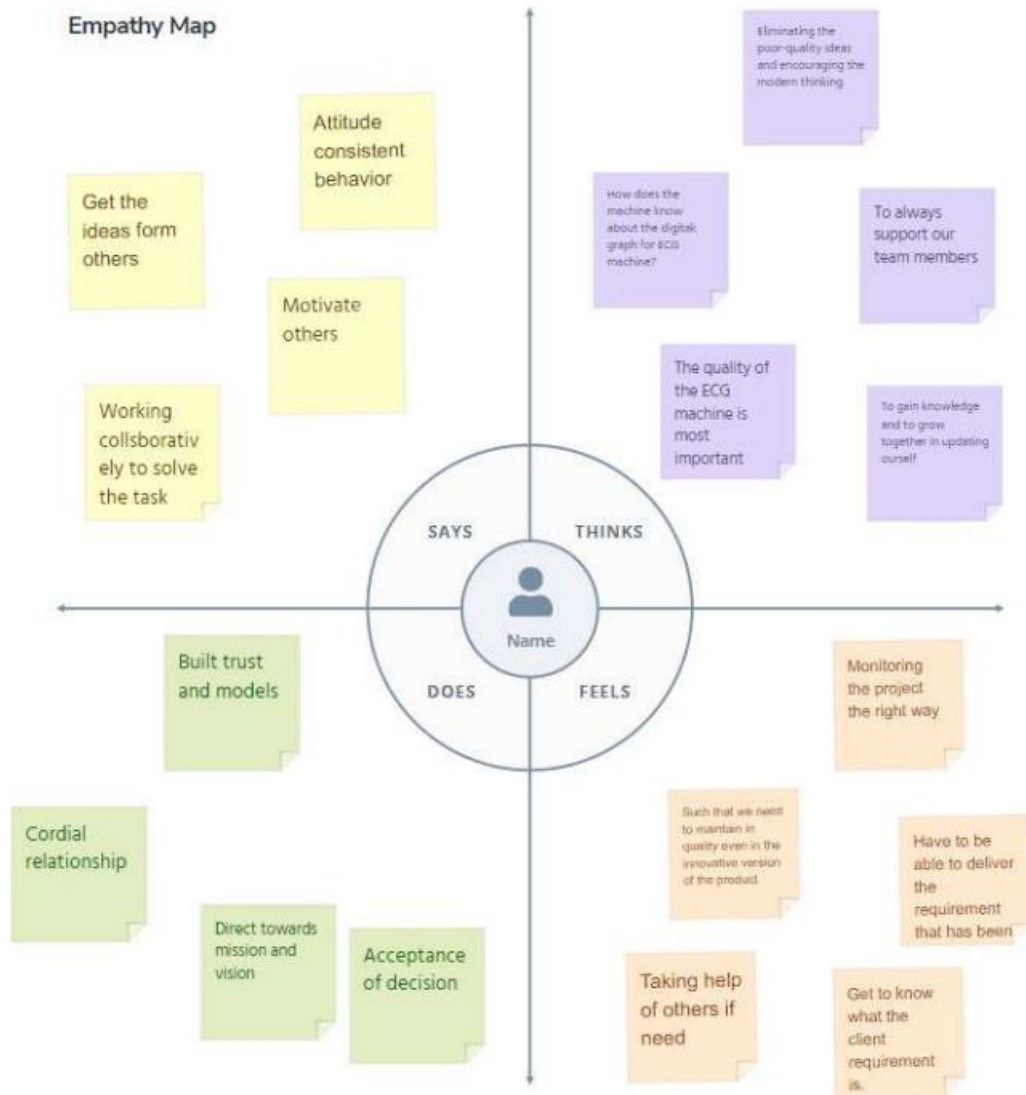 Empathy Map
Attitude
consistent
behavior
Get the
ideas form
others
Motivate
others
Working
collsborativ
ely to solve
the task
Eliminating the
poor-quality ideas
and encouraging the
modern thinking
How does the
machine know
about the digitak
graph for ECG
machine?
To always
support our
team members
The quality of
the ECG
machine is
most
important
To gain knowledge
and to grow
together in updating
ourself
SAYS
THINKS
Name
DOES
FEELS
Built trust
and models
Cordial
relationship
Direct towards
mission and
vision
Acceptance
of decision
Monitoring
the project
the right way
Such that we need
to maintain in
quality even in the
innovative version
of the product
Have to be
able to deliver
the
requirement
that has been
Taking help
of others if
need
Get to know
what the
client
requirement
is.